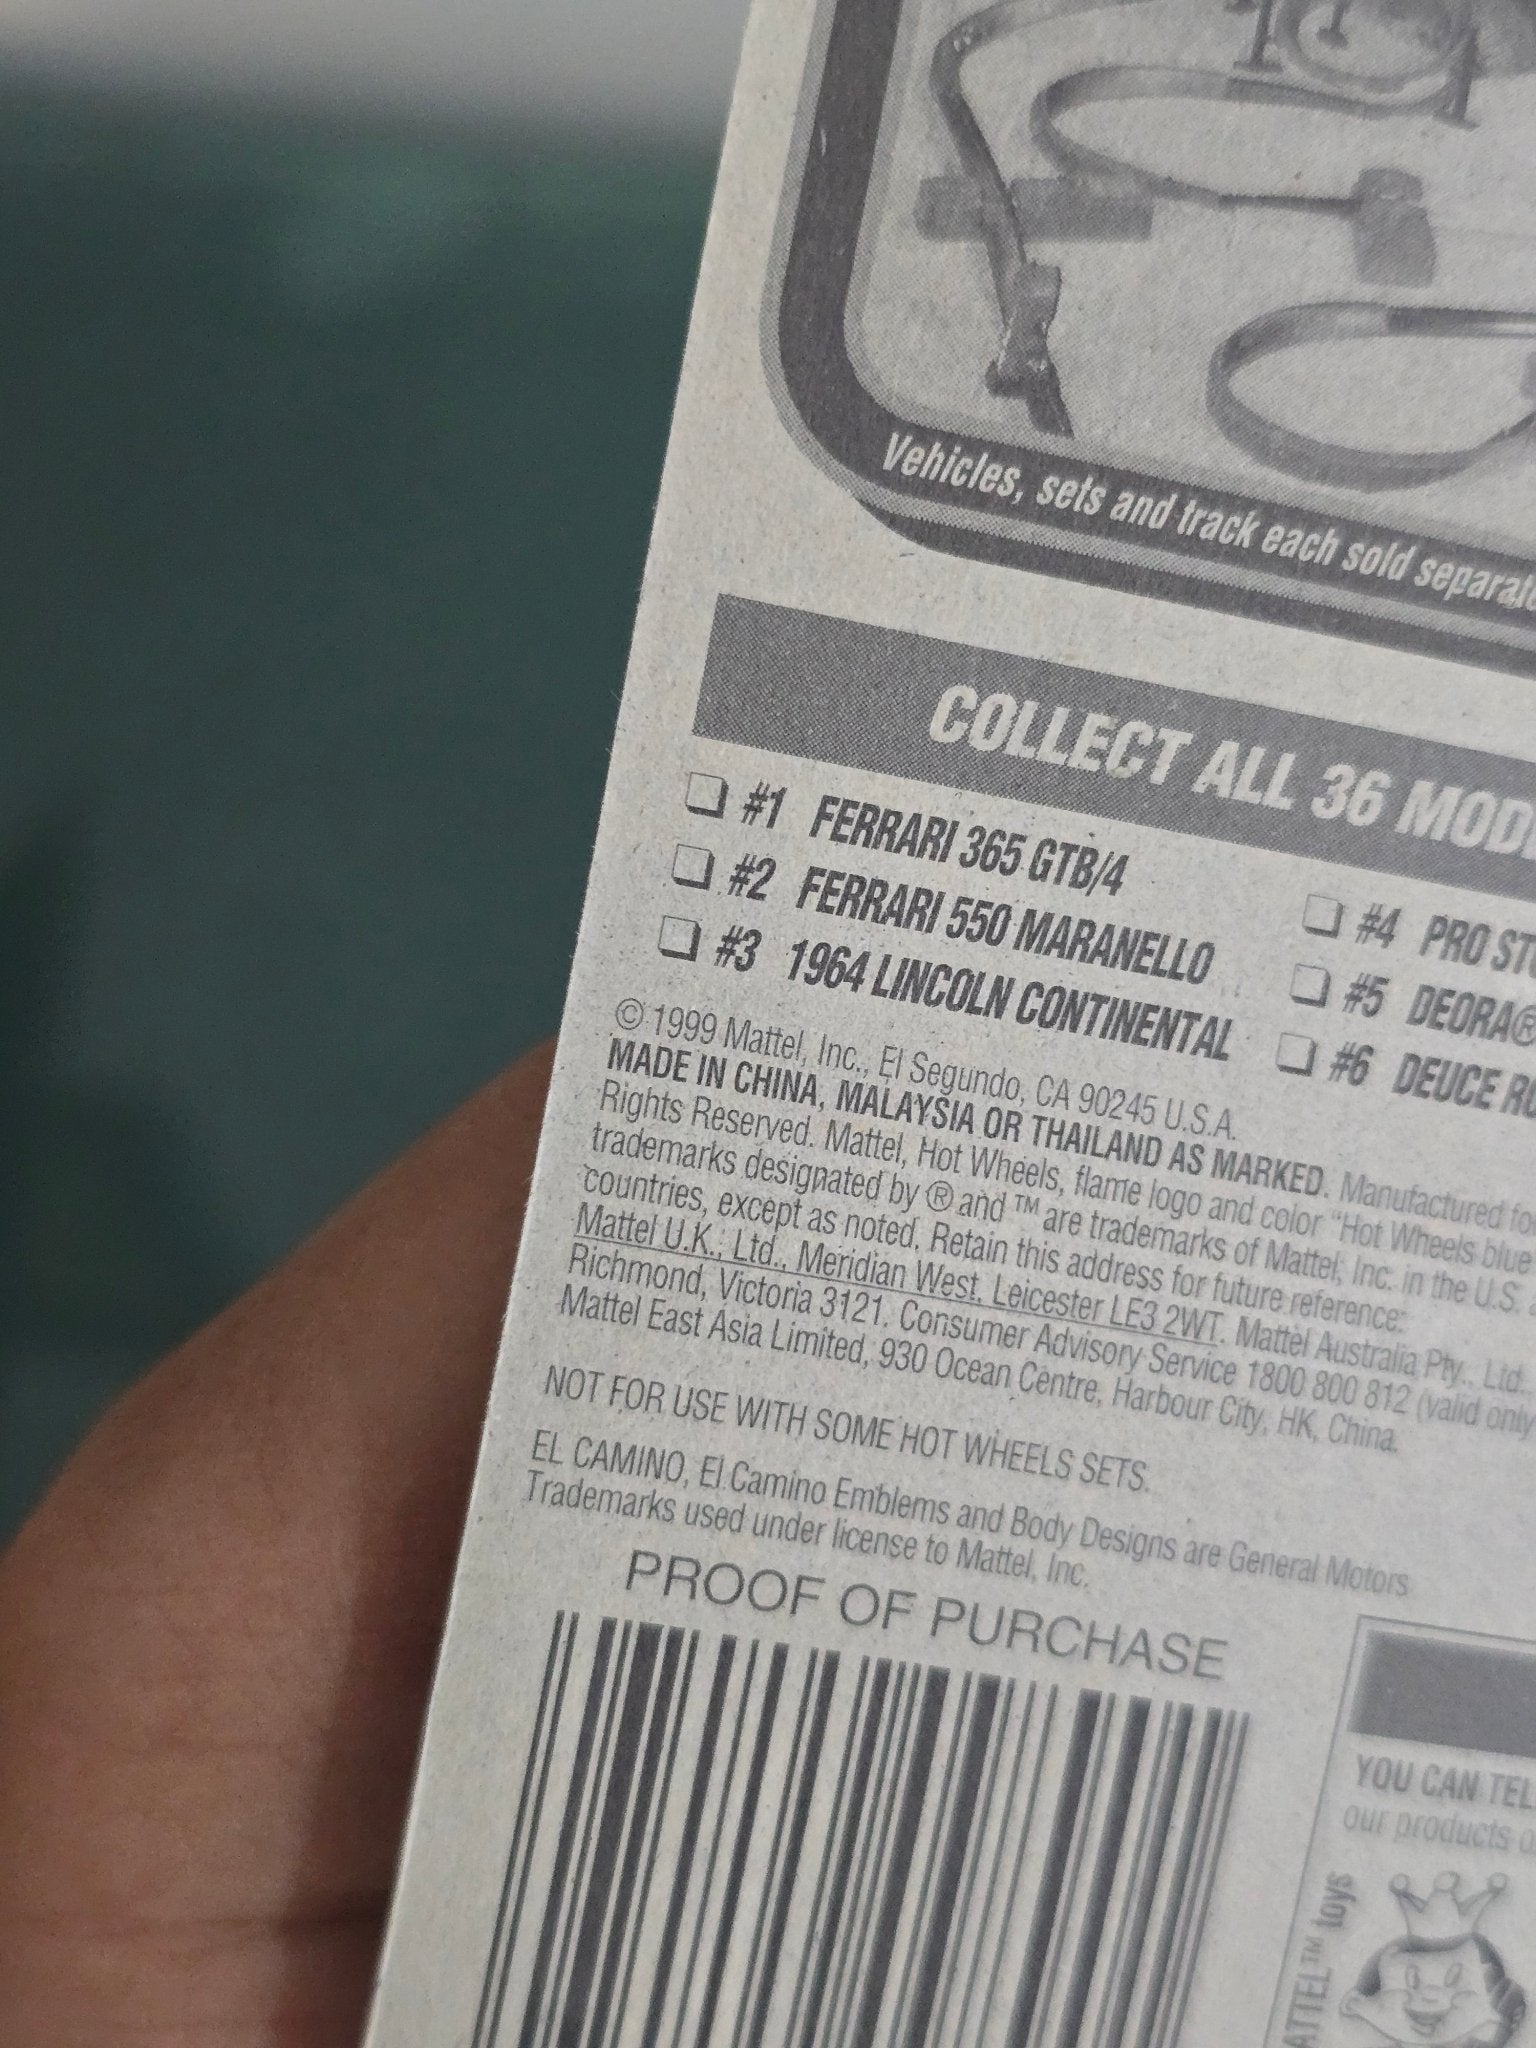 Vehicles, sets and track each sold
COLLECT ALL 36
#1 FERRARI 365 GTB/4
#2 FERRARI 550 MARANELLO
#3 1964 LINCOLN CONTINENTAL
#4 PRO
#5 DEORA®
#6 DEUCE
© 1999 Mattel, Inc., El Segundo, CA 90245 U.S.A.
MADE IN CHINA, MALAYSIA OR THAILAND AS MARKED. Manufactured
Rights Reserved. Mattel, Hot Wheels, flame logo and color "Hot Wheels blue
trademarks designated by ® and ™ are trademarks of Mattel, Inc. in the U.S.
countries, except as noted. Retain this address for future reference:
Mattel U.K., Ltd., Meridian West, Leicester LE3 2WT. Mattel Australia Pty., Ltd.,
Richmond, Victoria 3121. Consumer Advisory Service 1800 800 812 (valid only
Mattel East Asia Limited, 930 Ocean Centre, Harbour City, HK, China.
NOT FOR USE WITH SOME HOT WHEELS SETS.
EL CAMINO, El Camino Emblems and Body Designs are General Motors
Trademarks used under license to Mattel, Inc.
PROOF OF PURCHASE
YOU CAN
our products
toys